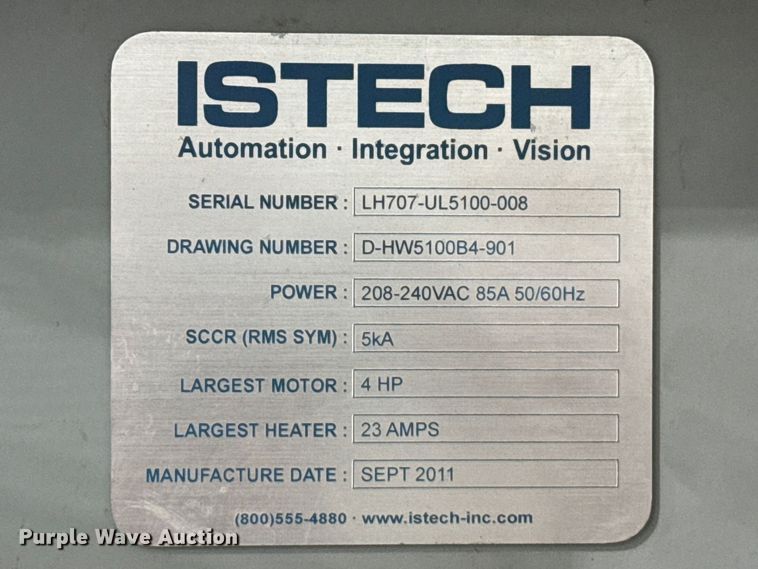 ISTECH
Automation · Integration · Vision
SERIAL NUMBER : LH707-UL5100-008
DRAWING NUMBER : D-HW5100B4-901
POWER : 208-240VAC 85A 50/60Hz
SCCR (RMS SYM) : 5kA
LARGEST MOTOR : 4 HP
LARGEST HEATER : 23 AMPS
MANUFACTURE DATE : SEPT 2011
(800)555-4880 · www.istech-inc.com
Purple Wave Auction